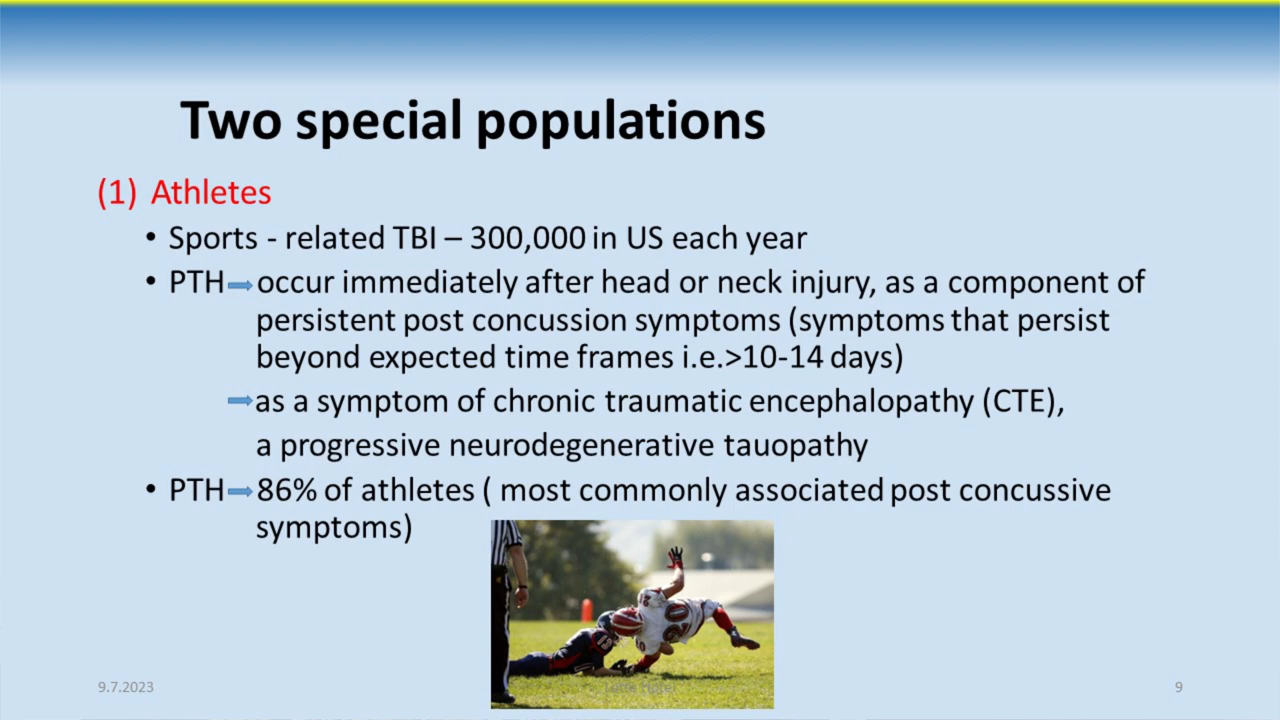 Two special populations
(1) Athletes
• Sports - related TBI – 300,000 in US each year
• PTH occur immediately after head or neck injury, as a component of
persistent post concussion symptoms (symptoms that persist
beyond expected time frames i.e.>10-14 days)
as a symptom of chronic traumatic encephalopathy (CTE),
a progressive neurodegenerative tauopathy
• PTH 86% of athletes ( most commonly associated post concussive
symptoms)
20
9.7.2023
9